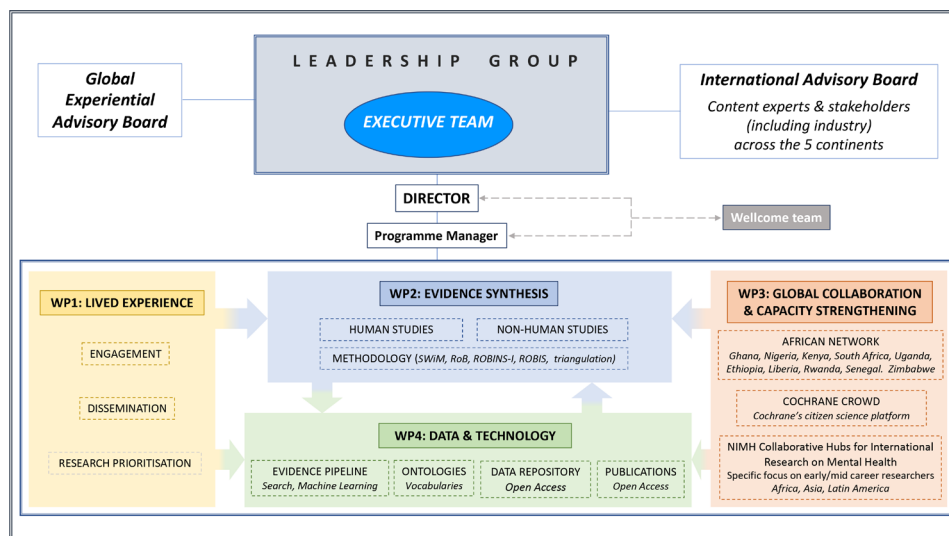 LEADERSHIP GROUP
Global
Experiential
Advisory Board
EXECUTIVE TEAM
International Advisory Board
Content experts & stakeholders
(including industry)
across the 5 continents
DIRECTOR
Programme Manager
Wellcome team
WP1: LIVED EXPERIENCE
ENGAGEMENT
DISSEMINATION
RESEARCH PRIORITISATION
WP2: EVIDENCE SYNTHESIS
HUMAN STUDIES
NON-HUMAN STUDIES
METHODOLOGY (SWiM, RoB, ROBINS-I, ROBIS, triangulation)
WP4: DATA & TECHNOLOGY
EVIDENCE PIPELINE
Search, Machine Learning
ONTOLOGIES
Vocabularies
DATA REPOSITORY
Open Access
PUBLICATIONS
Open Access
WP3: GLOBAL COLLABORATION
& CAPACITY STRENGTHENING
AFRICAN NETWORK
Ghana, Nigeria, Kenya, South Africa, Uganda,
Ethiopia, Liberia, Rwanda, Senegal. Zimbabwe
COCHRANE CROWD
Cochrane's citizen science platform
NIMH Collaborative Hubs for International
Research on Mental Health
Specific focus on early/mid career researchers
Africa, Asia, Latin America